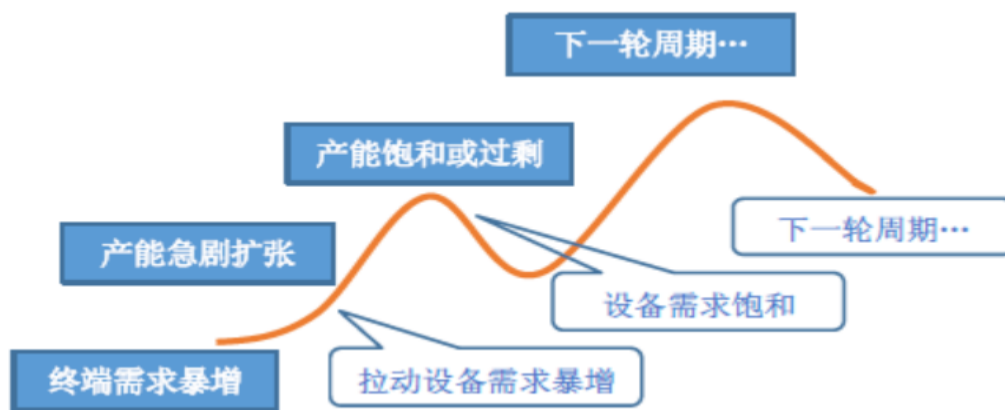 下一轮周期…
产能饱和或过剩
下一轮周期…
产能急剧扩张
设备需求饱和
终端需求暴增
拉动设备需求暴增